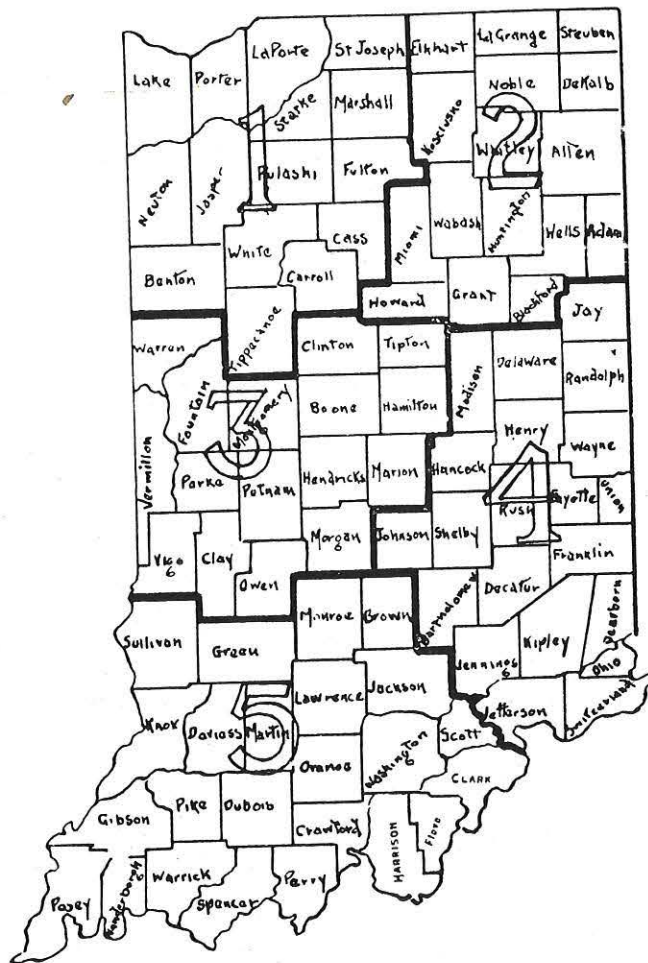 LaPorte
St Joseph
Elkhart
LaGrange
Steuben
Lake
Porter
Starke
Marshall
Kosciusko
Noble
DeKalb
1
2
Whitley
Allen
Newton
Jasper
Pulaski
Fulton
Miami
Wabash
Huntington
Wells
Adams
White
Cass
Benton
Carroll
Howard
Grant
Blackford
Jay
Warren
Tippecanoe
Clinton
Tipton
Madison
Delaware
Randolph
Fountain
Montgomery
3
Boone
Hamilton
Henry
Wayne
Vermillon
Parke
Putnam
Hendricks
Marion
Hancock
4
Rush
Fayette
Union
Vigo
Clay
Owen
Morgan
Johnson
Shelby
Franklin
Decatur
Dearborn
Sullivan
Green
Monroe
Brown
Bartholomew
Jennings
Ripley
Ohio
Knox
Daviess
5
Martin
Lawrence
Jackson
Jefferson
Switzerland
Orange
Washington
Scott
CLARK
Gibson
Pike
Dubois
Crawford
HARRISON
FLOYD
Posey
Vanderborgh
Warrick
Spencer
Perry